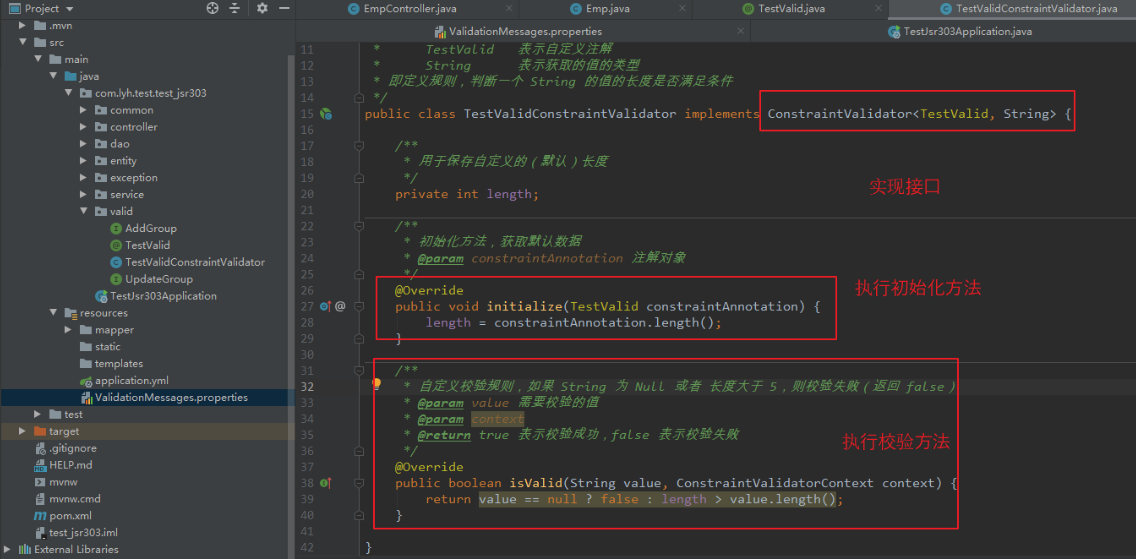 Project
EmpController.java
Emp.java
TestValid.java
TestValidConstraintValidator.java
ValidationMessages.properties
TestJsr303Application.java
.mvn
src
main
java
com.lyh.test.test_jsr303
common
controller
dao
entity
exception
service
valid
AddGroup
TestValid
TestValidConstraintValidator
UpdateGroup
TestJsr303Application
resources
mapper
static
templates
application.yml
ValidationMessages.properties
test
target
.gitignore
HELP.md
mvnw
mvnw.cmd
pom.xml
test_jsr303.iml
External Libraries
11 * TestValid 表示自定义注解
12 * String 表示获取的值的类型
13 * 即定义规则，判断一个 String 的值的长度是否满足条件
14 */
15 public class TestValidConstraintValidator implements ConstraintValidator<TestValid, String> {
16
17 /**
18 * 用于保存自定义的（默认）长度
19 */
20 private int length;
实现接口
21
22 /**
23 * 初始化方法，获取默认数据
24 * @param constraintAnnotation 注解对象
25 */
26 @Override
执行初始化方法
27 public void initialize(TestValid constraintAnnotation) {
28 length = constraintAnnotation.length();
29 }
30
31 /**
32 * 自定义校验规则，如果 String 为 Null 或者 长度大于 5，则校验失败（返回 false）
33 * @param value 需要校验的值
34 * @param context
35 * @return true 表示校验成功，false 表示校验失败
执行校验方法
36 */
37 @Override
38 public boolean isValid(String value, ConstraintValidatorContext context) {
39 return value == null ? false : length > value.length();
40 }
41
42 }